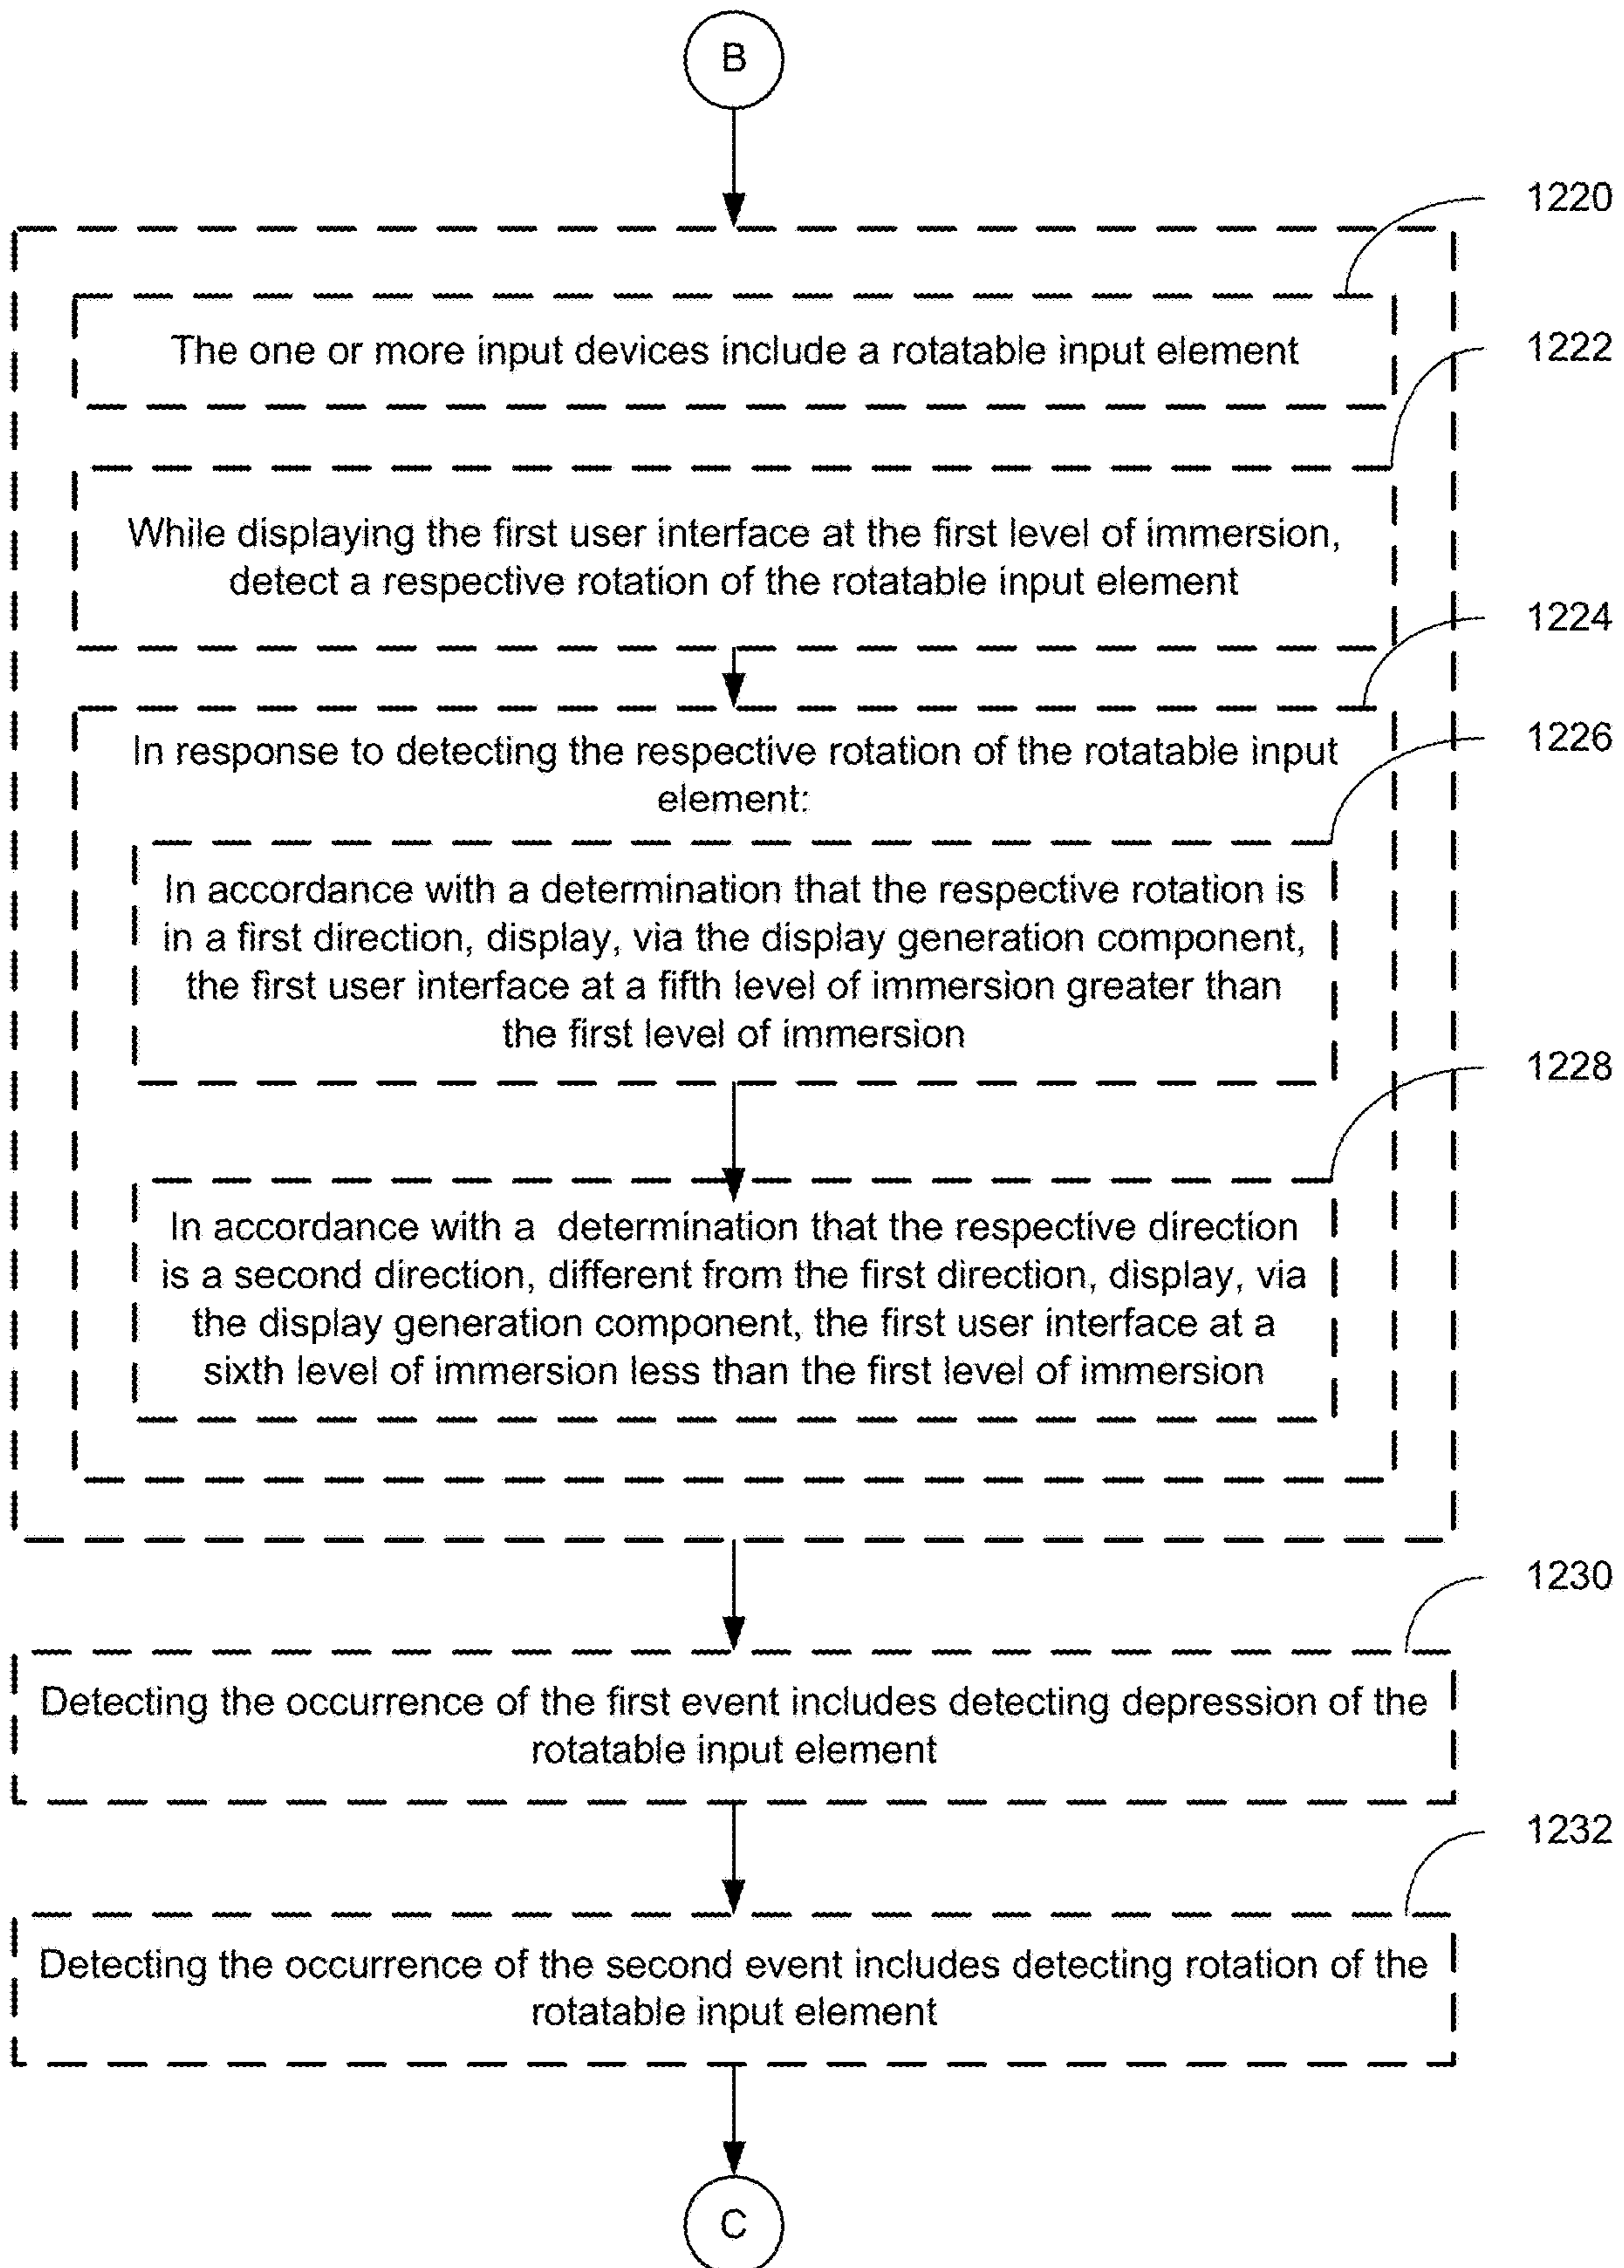 B
1220
The one or more input devices include a rotatable input element
1222
While displaying the first user interface at the first level of immersion,
detect a respective rotation of the rotatable input element
1224
In response to detecting the respective rotation of the rotatable input
element:
1226
In accordance with a determination that the respective rotation is
in a first direction, display, via the display generation component,
the first user interface at a fifth level of immersion greater than
the first level of immersion
1228
In accordance with a determination that the respective direction
is a second direction, different from the first direction, display, via
the display generation component, the first user interface at a
sixth level of immersion less than the first level of immersion
1230
Detecting the occurrence of the first event includes detecting depression of the
rotatable input element
1232
Detecting the occurrence of the second event includes detecting rotation of the
rotatable input element
C